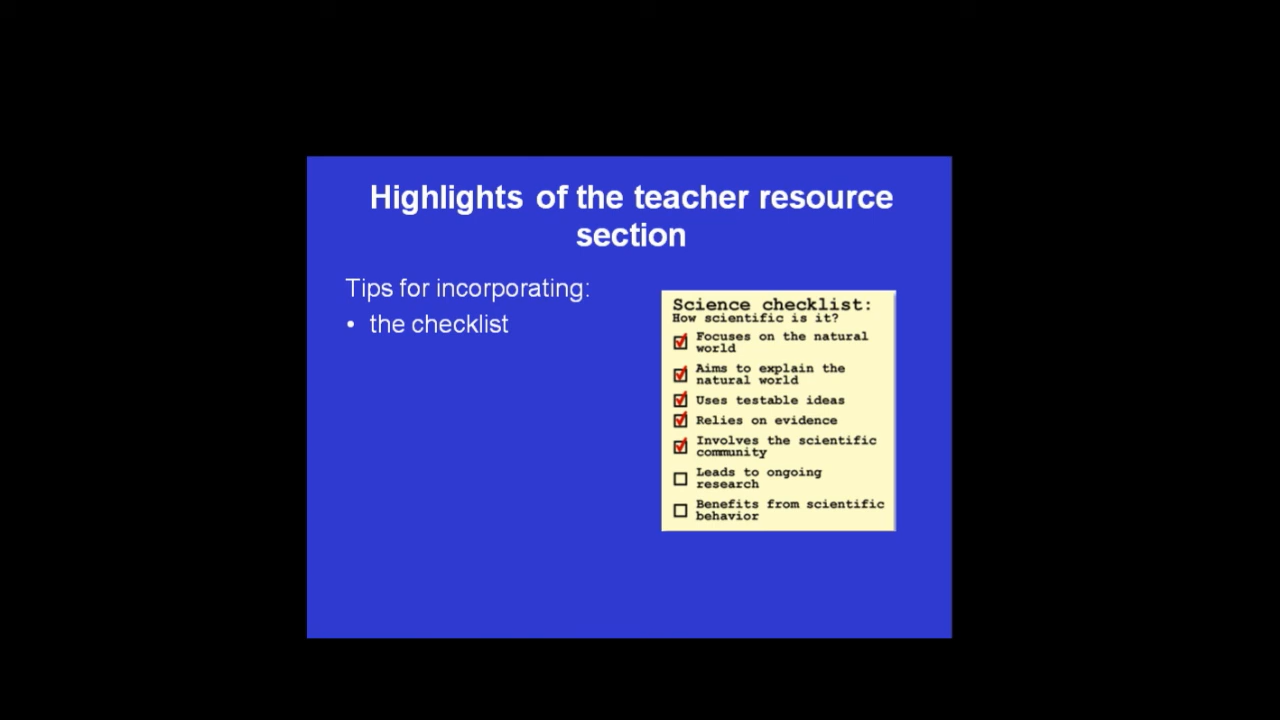 Highlights of the teacher resource
section
Tips for incorporating:
• the checklist
Science checklist:
How scientific is it?
Focuses on the natural
world
Aims to explain the
natural world
Uses testable ideas
Relies on evidence
Involves the scientific
community
Leads to ongoing
research
Benefits from scientific
behavior